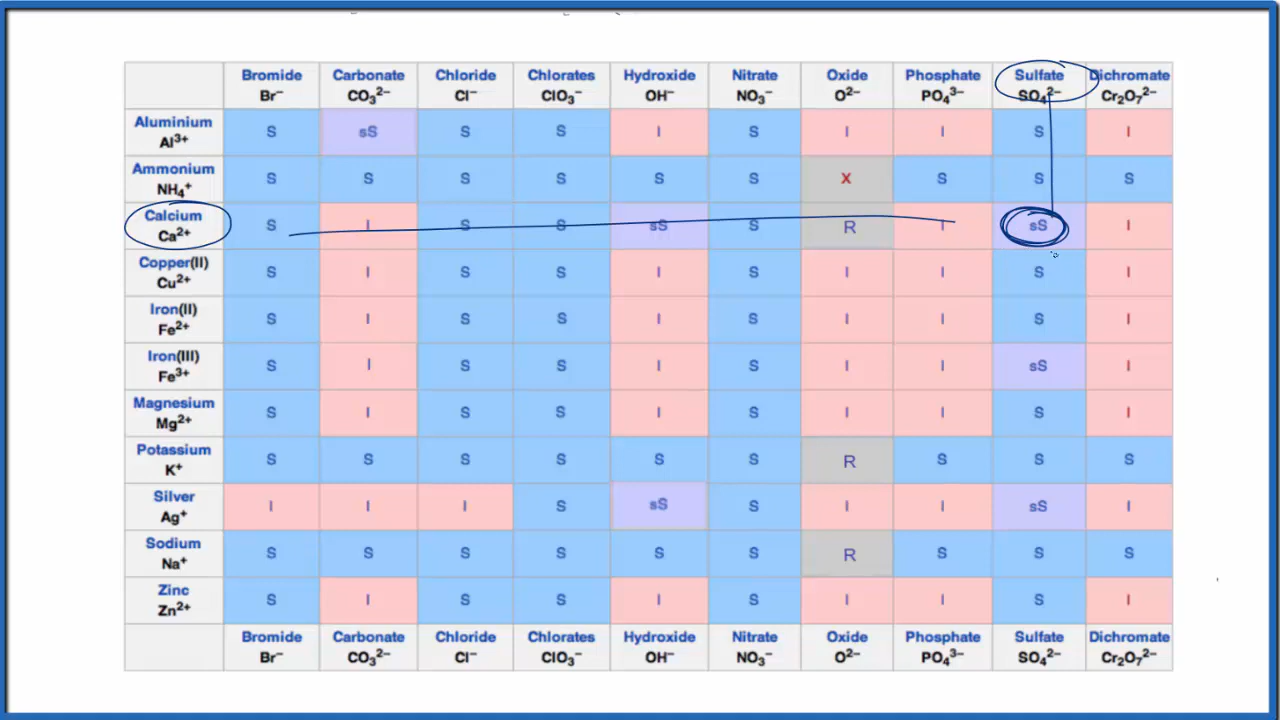 Bromide Carbonate Chloride Chlorates Hydroxide Nitrate Oxide Phosphate Sulfate Dichromate
Br⁻ CO₃²⁻ Cl⁻ ClO₃⁻ OH⁻ NO₃⁻ O²⁻ PO₄³⁻ SO₄²⁻ Cr₂O₇²⁻
Aluminium
Al³⁺ S sS S S I S I I S I
Ammonium
NH₄⁺ S S S S S S X S S S
Calcium
Ca²⁺ S I S S sS S R I sS I
Copper(II)
Cu²⁺ S I S S I S I I S I
Iron(II)
Fe²⁺ S I S S I S I I S I
Iron(III)
Fe³⁺ S I S S I S I I sS I
Magnesium
Mg²⁺ S I S S I S I I S I
Potassium
K⁺ S S S S S S R S S S
Silver
Ag⁺ I I I S sS S I I sS I
Sodium
Na⁺ S S S S S S R S S S
Zinc
Zn²⁺ S I S S I S I I S I
Bromide Carbonate Chloride Chlorates Hydroxide Nitrate Oxide Phosphate Sulfate Dichromate
Br⁻ CO₃²⁻ Cl⁻ ClO₃⁻ OH⁻ NO₃⁻ O²⁻ PO₄³⁻ SO₄²⁻ Cr₂O₇²⁻